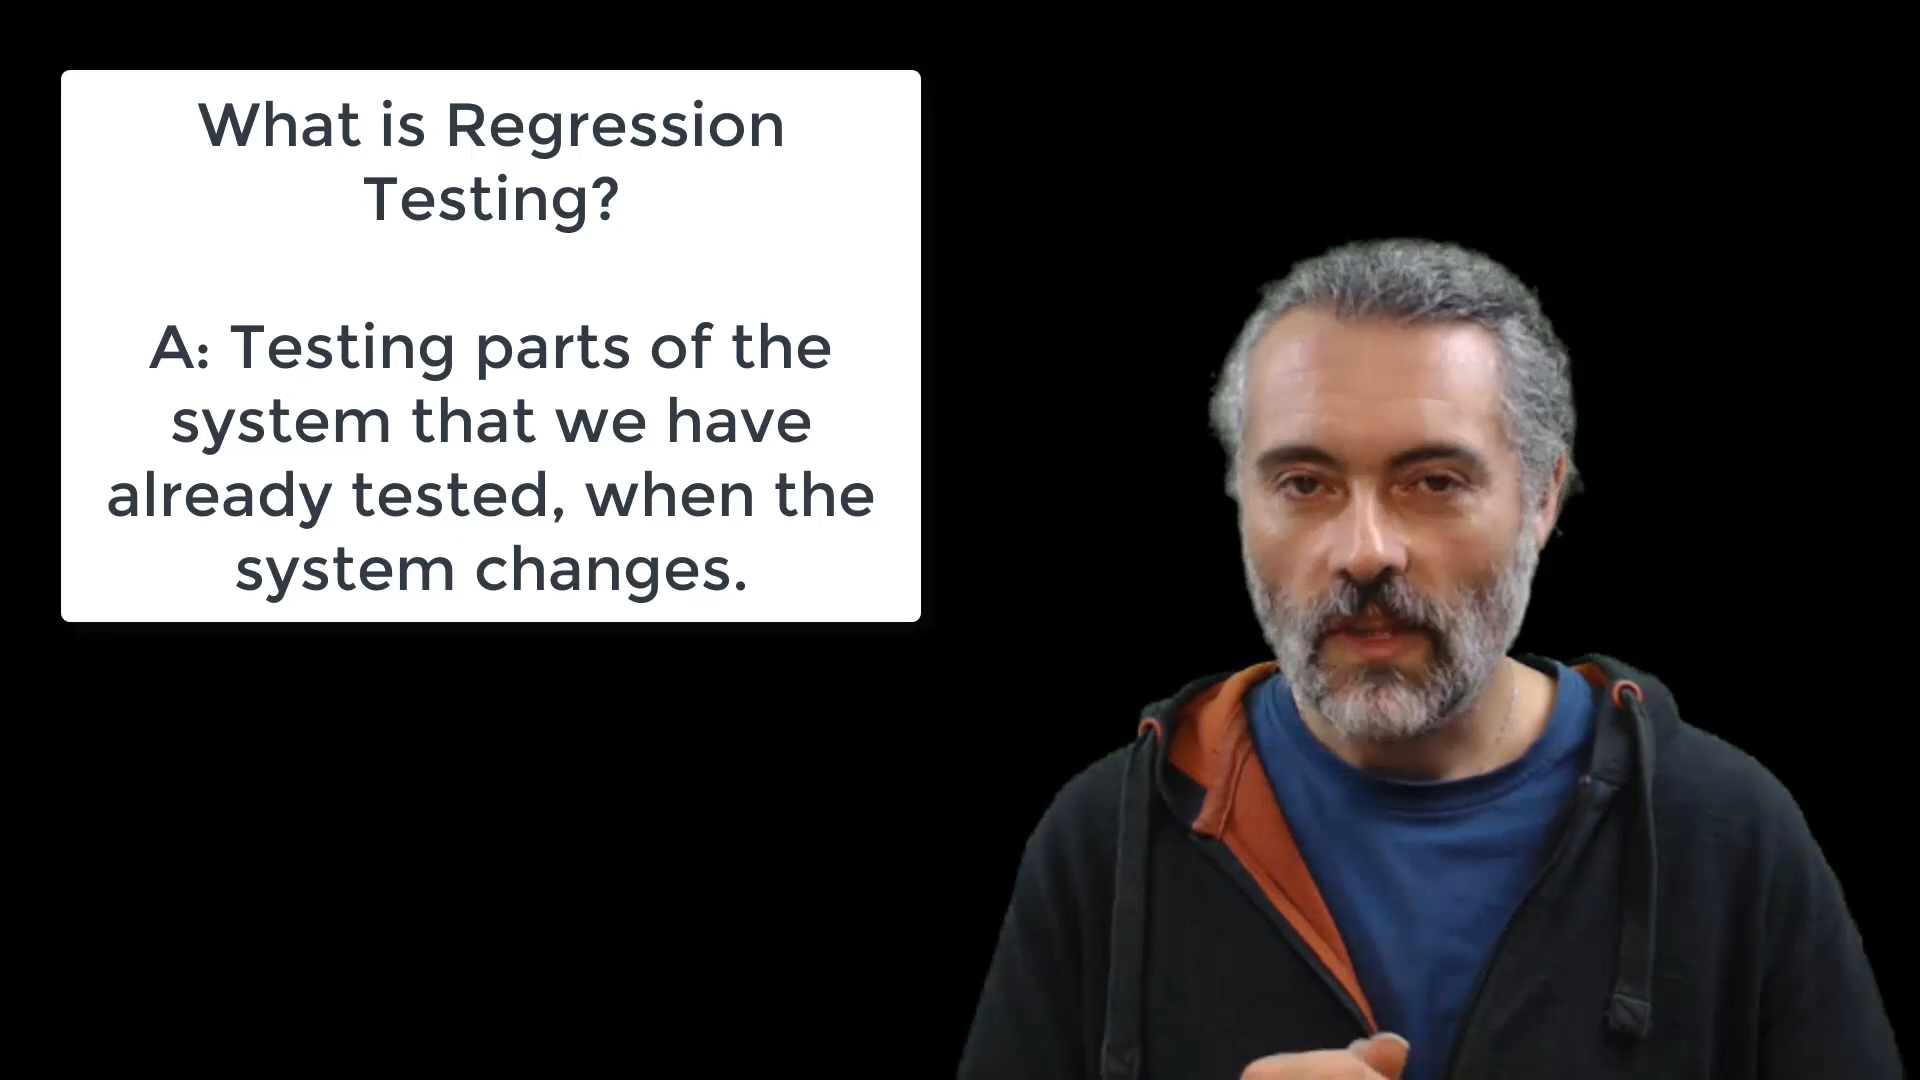 What is Regression
Testing?
A: Testing parts of the
system that we have
already tested, when the
system changes.